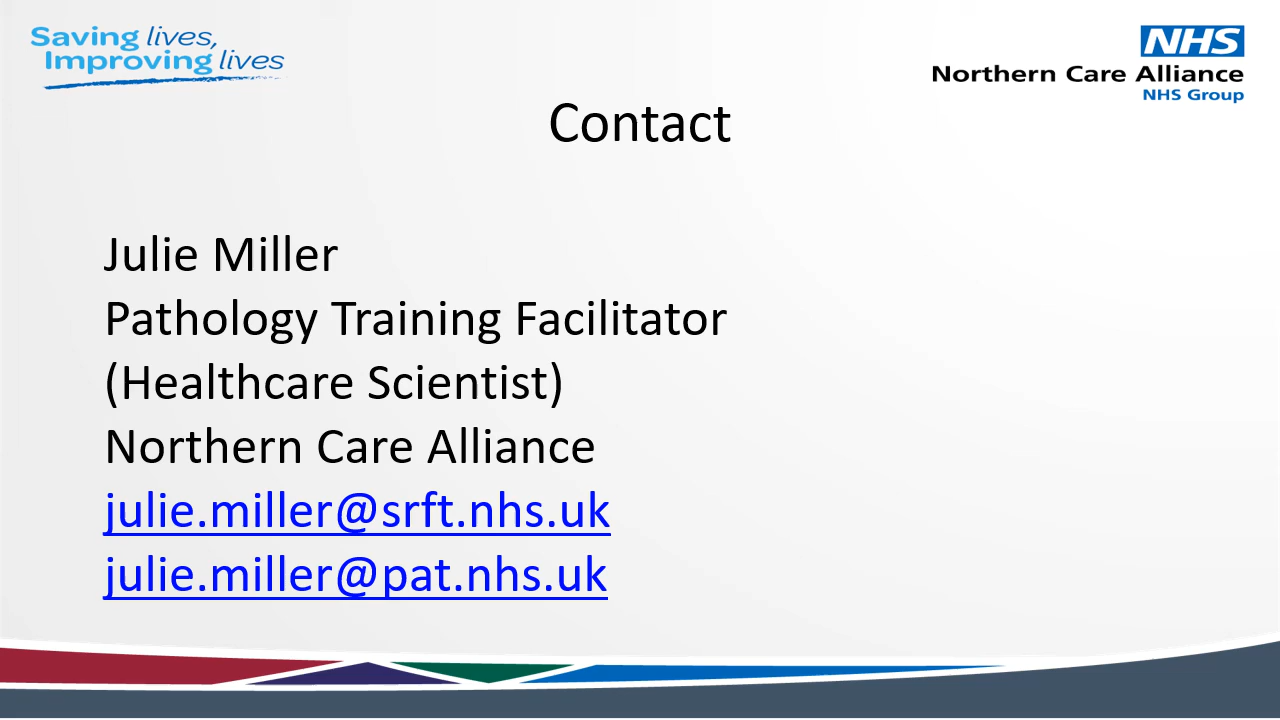 Saving lives,
Improving lives
NHS
Northern Care Alliance
NHS Group
Contact
Julie Miller
Pathology Training Facilitator
(Healthcare Scientist)
Northern Care Alliance
julie.miller@srft.nhs.uk
julie.miller@pat.nhs.uk